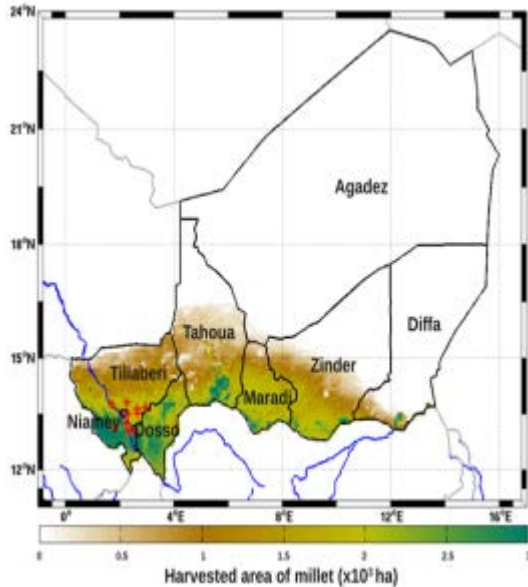 24°N
21°N
18°N
15°N
12°N
Agadez
Diffa
Tahoua
Zinder
Tillaberi
Maradi
Niamey
Dosso
0° 4°E 8°E 12°E 16°E
0 0.5 1 1.5 2 2.5
Harvested area of millet (x10³ ha)